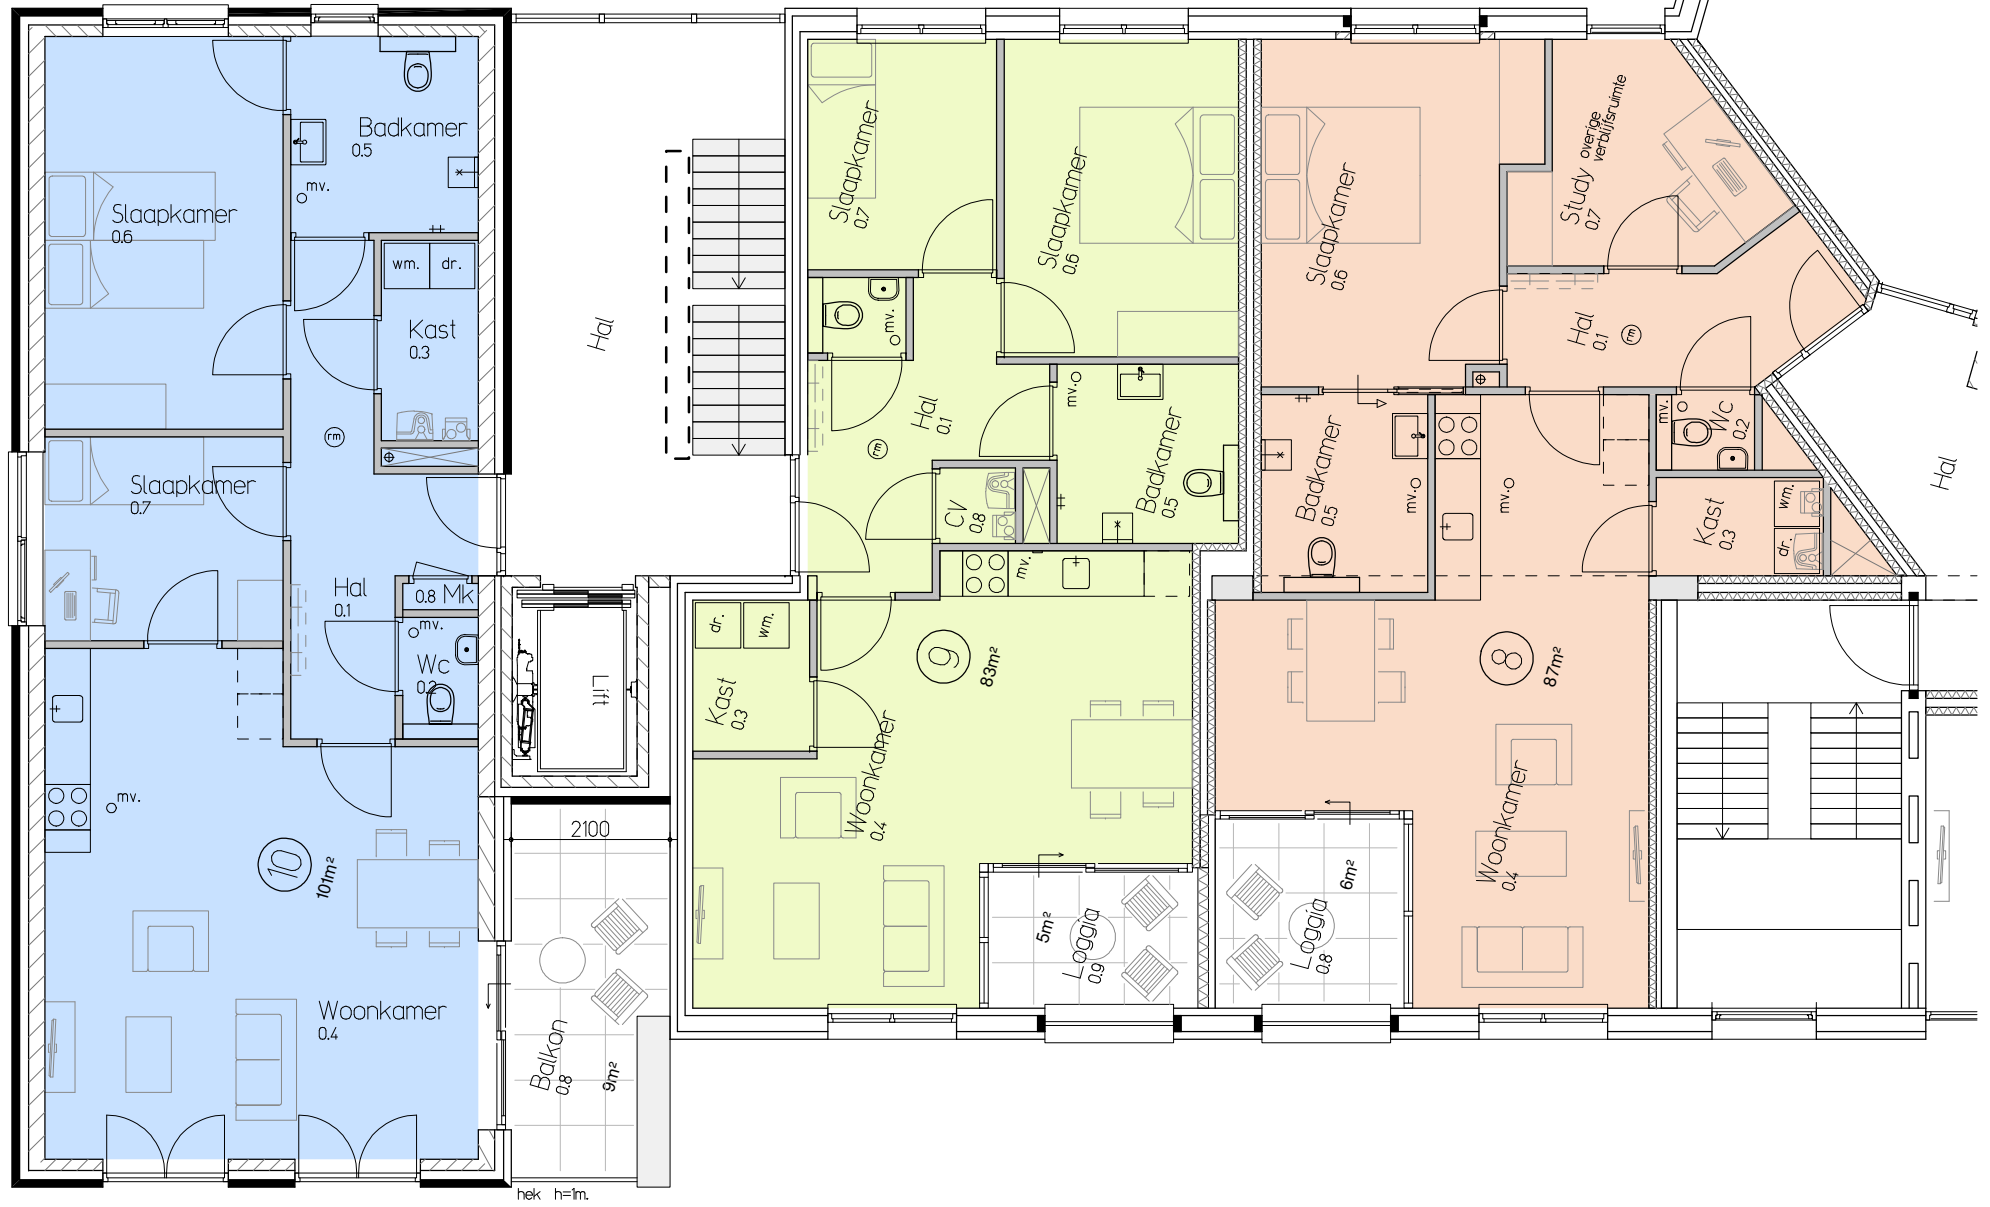 Badkamer
0.5
mv.
Slaapkamer
0.6
wm.
dr.
Kast
0.3
rm
Slaapkamer
0.7
Hal
0.1
0.8 Mk
mv.
Wc
0.2
mv.
10
101m²
Woonkamer
0.4
Hal
Lift
2100
Balkon
0.8
9m²
hek h=1m.
Slaapkamer
0.7
Slaapkamer
0.6
mv.
Hal
0.1
rm
mv.
Badkamer
0.5
CV
0.8
mv.
dr.
wm.
Kast
0.3
9
83m²
Woonkamer
0.4
5m²
Loggia
0.9
Slaapkamer
0.6
Study overige
verblijfsruimte
0.7
Hal
0.1
rm
Badkamer
0.5
mv.
mv.
mv.
Wc
0.2
Kast
0.3
wm.
dr.
8
87m²
Woonkamer
0.4
6m²
Loggia
0.8
Hal